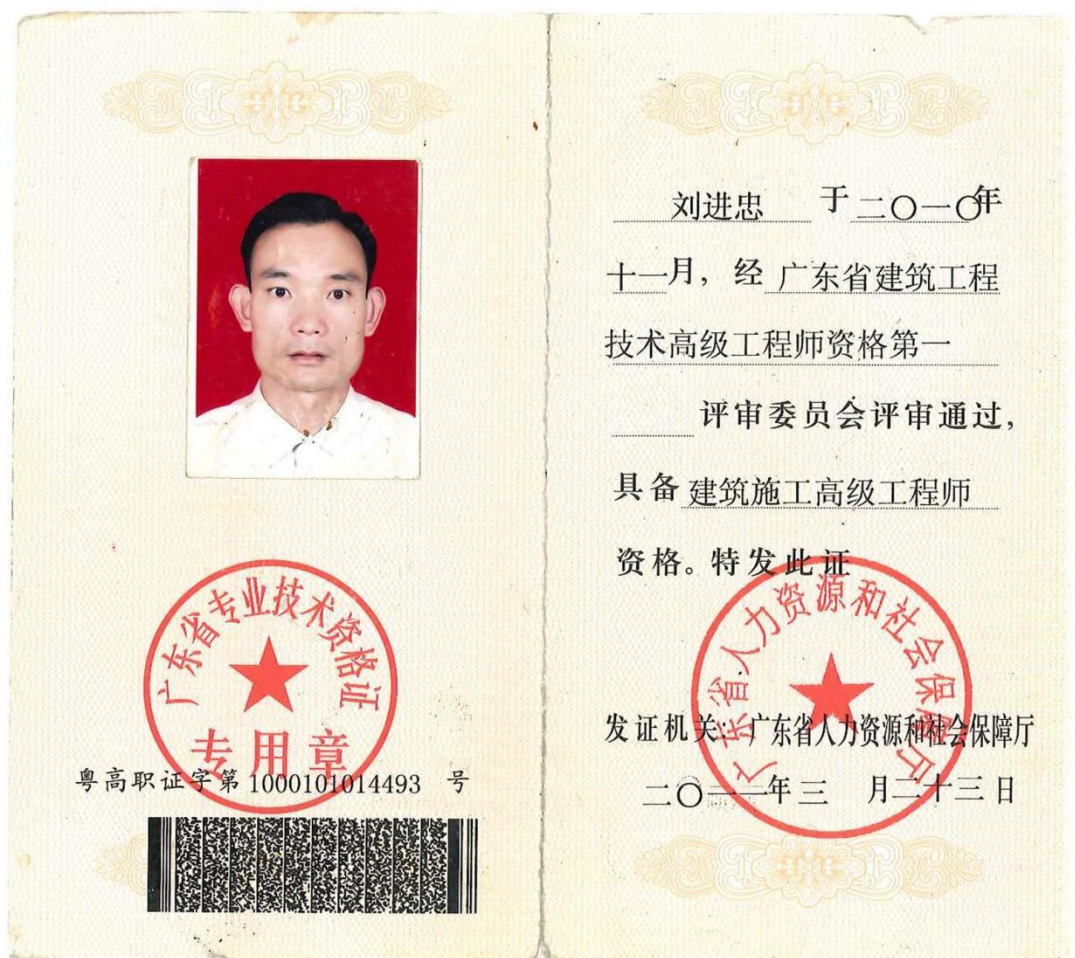 广东省专业技术资格证
专用章
粤高职证字第 1000101014493 号
刘进忠 于 二〇一〇年
十一月, 经 广东省建筑工程
技术高级工程师资格第一
评审委员会评审通过,
具备 建筑施工高级工程师
资格。特发此证
广东省人力资源和社会保障厅
发证机关: 广东省人力资源和社会保障厅
二〇一一年三 月二十三日